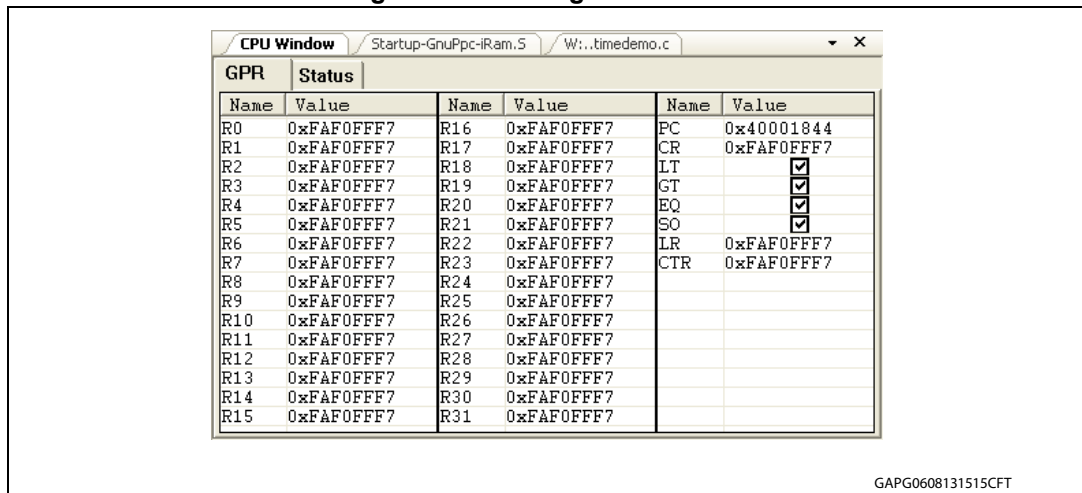 CPU Window Startup-GnuPpc-iRam.S W:..timedemo.c
GPR Status
Name Value Name Value Name Value
R0 0xFAF0FFF7 R16 0xFAF0FFF7 PC 0x40001844
R1 0xFAF0FFF7 R17 0xFAF0FFF7 CR 0xFAF0FFF7
R2 0xFAF0FFF7 R18 0xFAF0FFF7 LT
R3 0xFAF0FFF7 R19 0xFAF0FFF7 GT
R4 0xFAF0FFF7 R20 0xFAF0FFF7 EQ
R5 0xFAF0FFF7 R21 0xFAF0FFF7 SO
R6 0xFAF0FFF7 R22 0xFAF0FFF7 LR 0xFAF0FFF7
R7 0xFAF0FFF7 R23 0xFAF0FFF7 CTR 0xFAF0FFF7
R8 0xFAF0FFF7 R24 0xFAF0FFF7
R9 0xFAF0FFF7 R25 0xFAF0FFF7
R10 0xFAF0FFF7 R26 0xFAF0FFF7
R11 0xFAF0FFF7 R27 0xFAF0FFF7
R12 0xFAF0FFF7 R28 0xFAF0FFF7
R13 0xFAF0FFF7 R29 0xFAF0FFF7
R14 0xFAF0FFF7 R30 0xFAF0FFF7
R15 0xFAF0FFF7 R31 0xFAF0FFF7
GAPG0608131515CFT